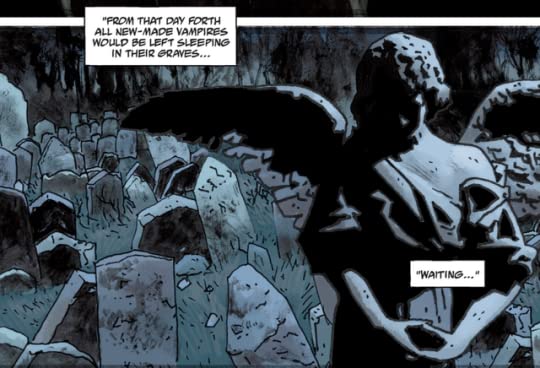 "FROM THAT DAY FORTH
ALL NEW-MADE VAMPIRES
WOULD BE LEFT SLEEPING
IN THEIR GRAVES...
"WAITING..."